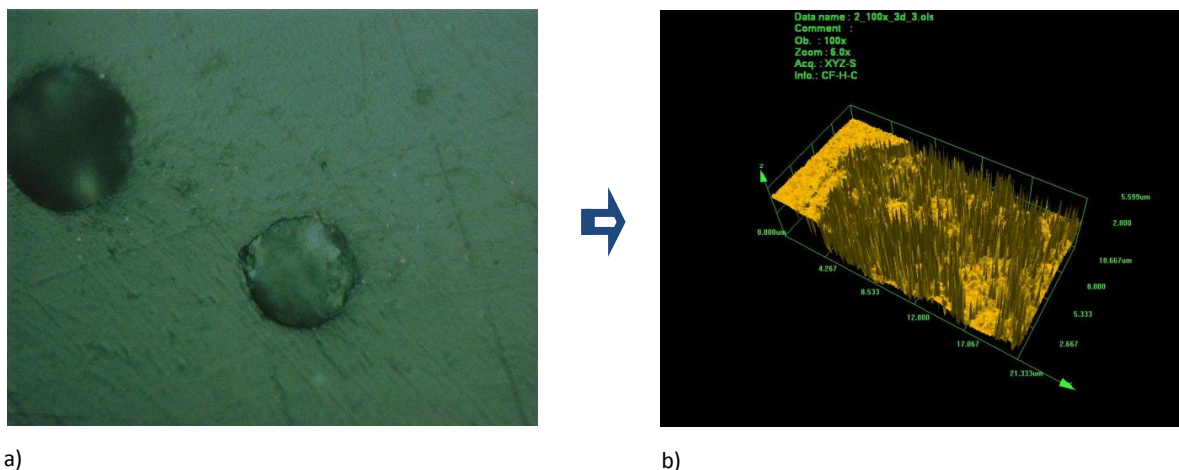 Data name : 2_100x_3d_3.ols
Comment :
Ob. : 100x
Zoom : 6.0x
Acq. : XYZ-S
Info.: CF-H-C
z
5.599um
2.800
0.000um
10.667um
4.267
8.000
8.533
5.333
12.800
2.667
17.067
21.333um
a)
b)